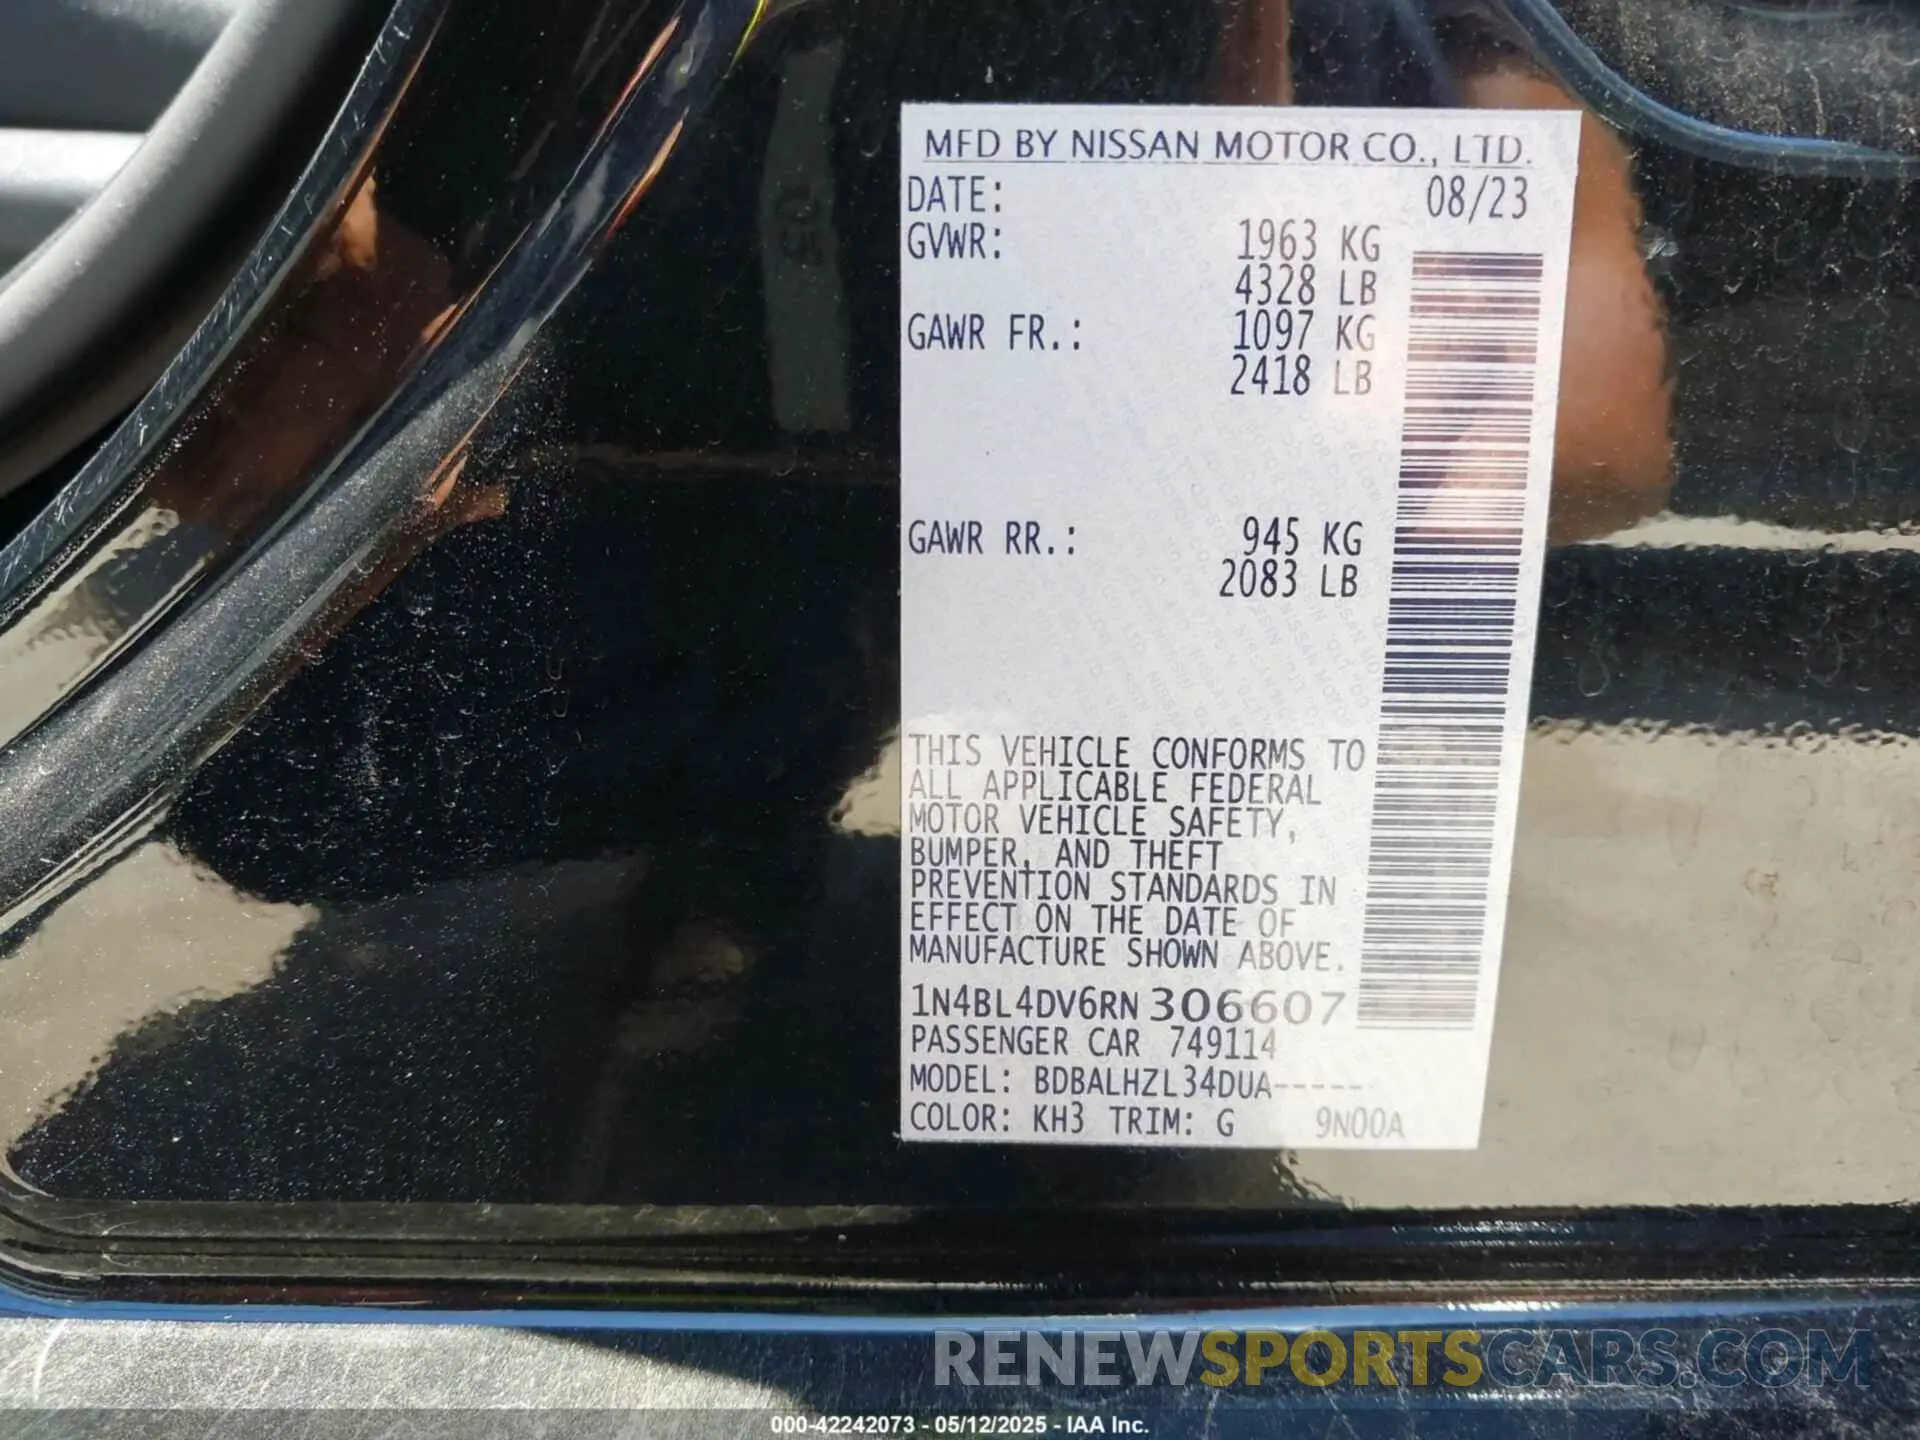 MFD BY NISSAN MOTOR CO., LTD.
DATE: 08/23
GVWR: 1963 KG
4328 LB
GAWR FR.: 1097 KG
2418 LB
GAWR RR.: 945 KG
2083 LB
THIS VEHICLE CONFORMS TO
ALL APPLICABLE FEDERAL
MOTOR VEHICLE SAFETY,
BUMPER, AND THEFT
PREVENTION STANDARDS IN
EFFECT ON THE DATE OF
MANUFACTURE SHOWN ABOVE.
1N4BL4DV6RN306607
PASSENGER CAR 749114
MODEL: BDBALHZL34DUA-----
COLOR: KH3 TRIM: G 9N00A
RENEWSPORTSCARS.COM
000-42242073 - 05/12/2025 - IAA Inc.